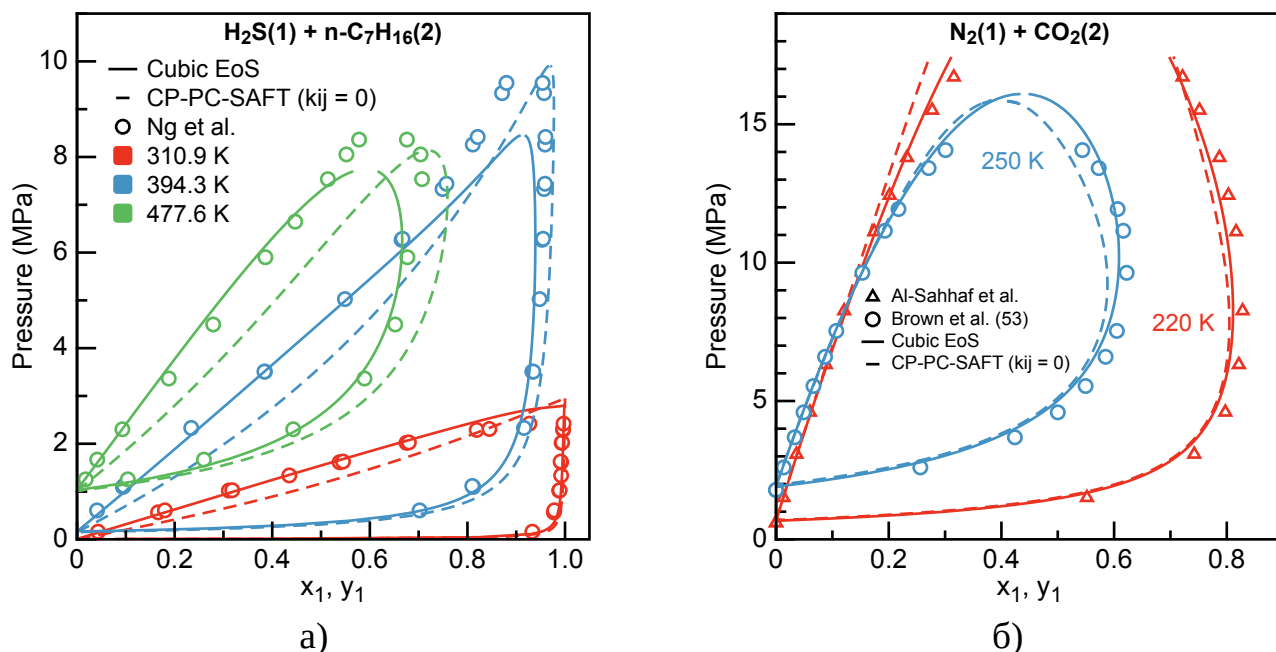 H₂S(1) + n-C₇H₁₆(2)
Cubic EoS
CP-PC-SAFT (kij = 0)
Ng et al.
310.9 K
394.3 K
477.6 K
Pressure (MPa)
10
8
6
4
2
0
0
0.2
0.4
0.6
0.8
1.0
x₁, y₁
а)
N₂(1) + CO₂(2)
250 K
220 K
Al-Sahhaf et al.
Brown et al. (53)
Cubic EoS
CP-PC-SAFT (kij = 0)
Pressure (MPa)
15
10
5
0
0
0.2
0.4
0.6
0.8
x₁, y₁
б)